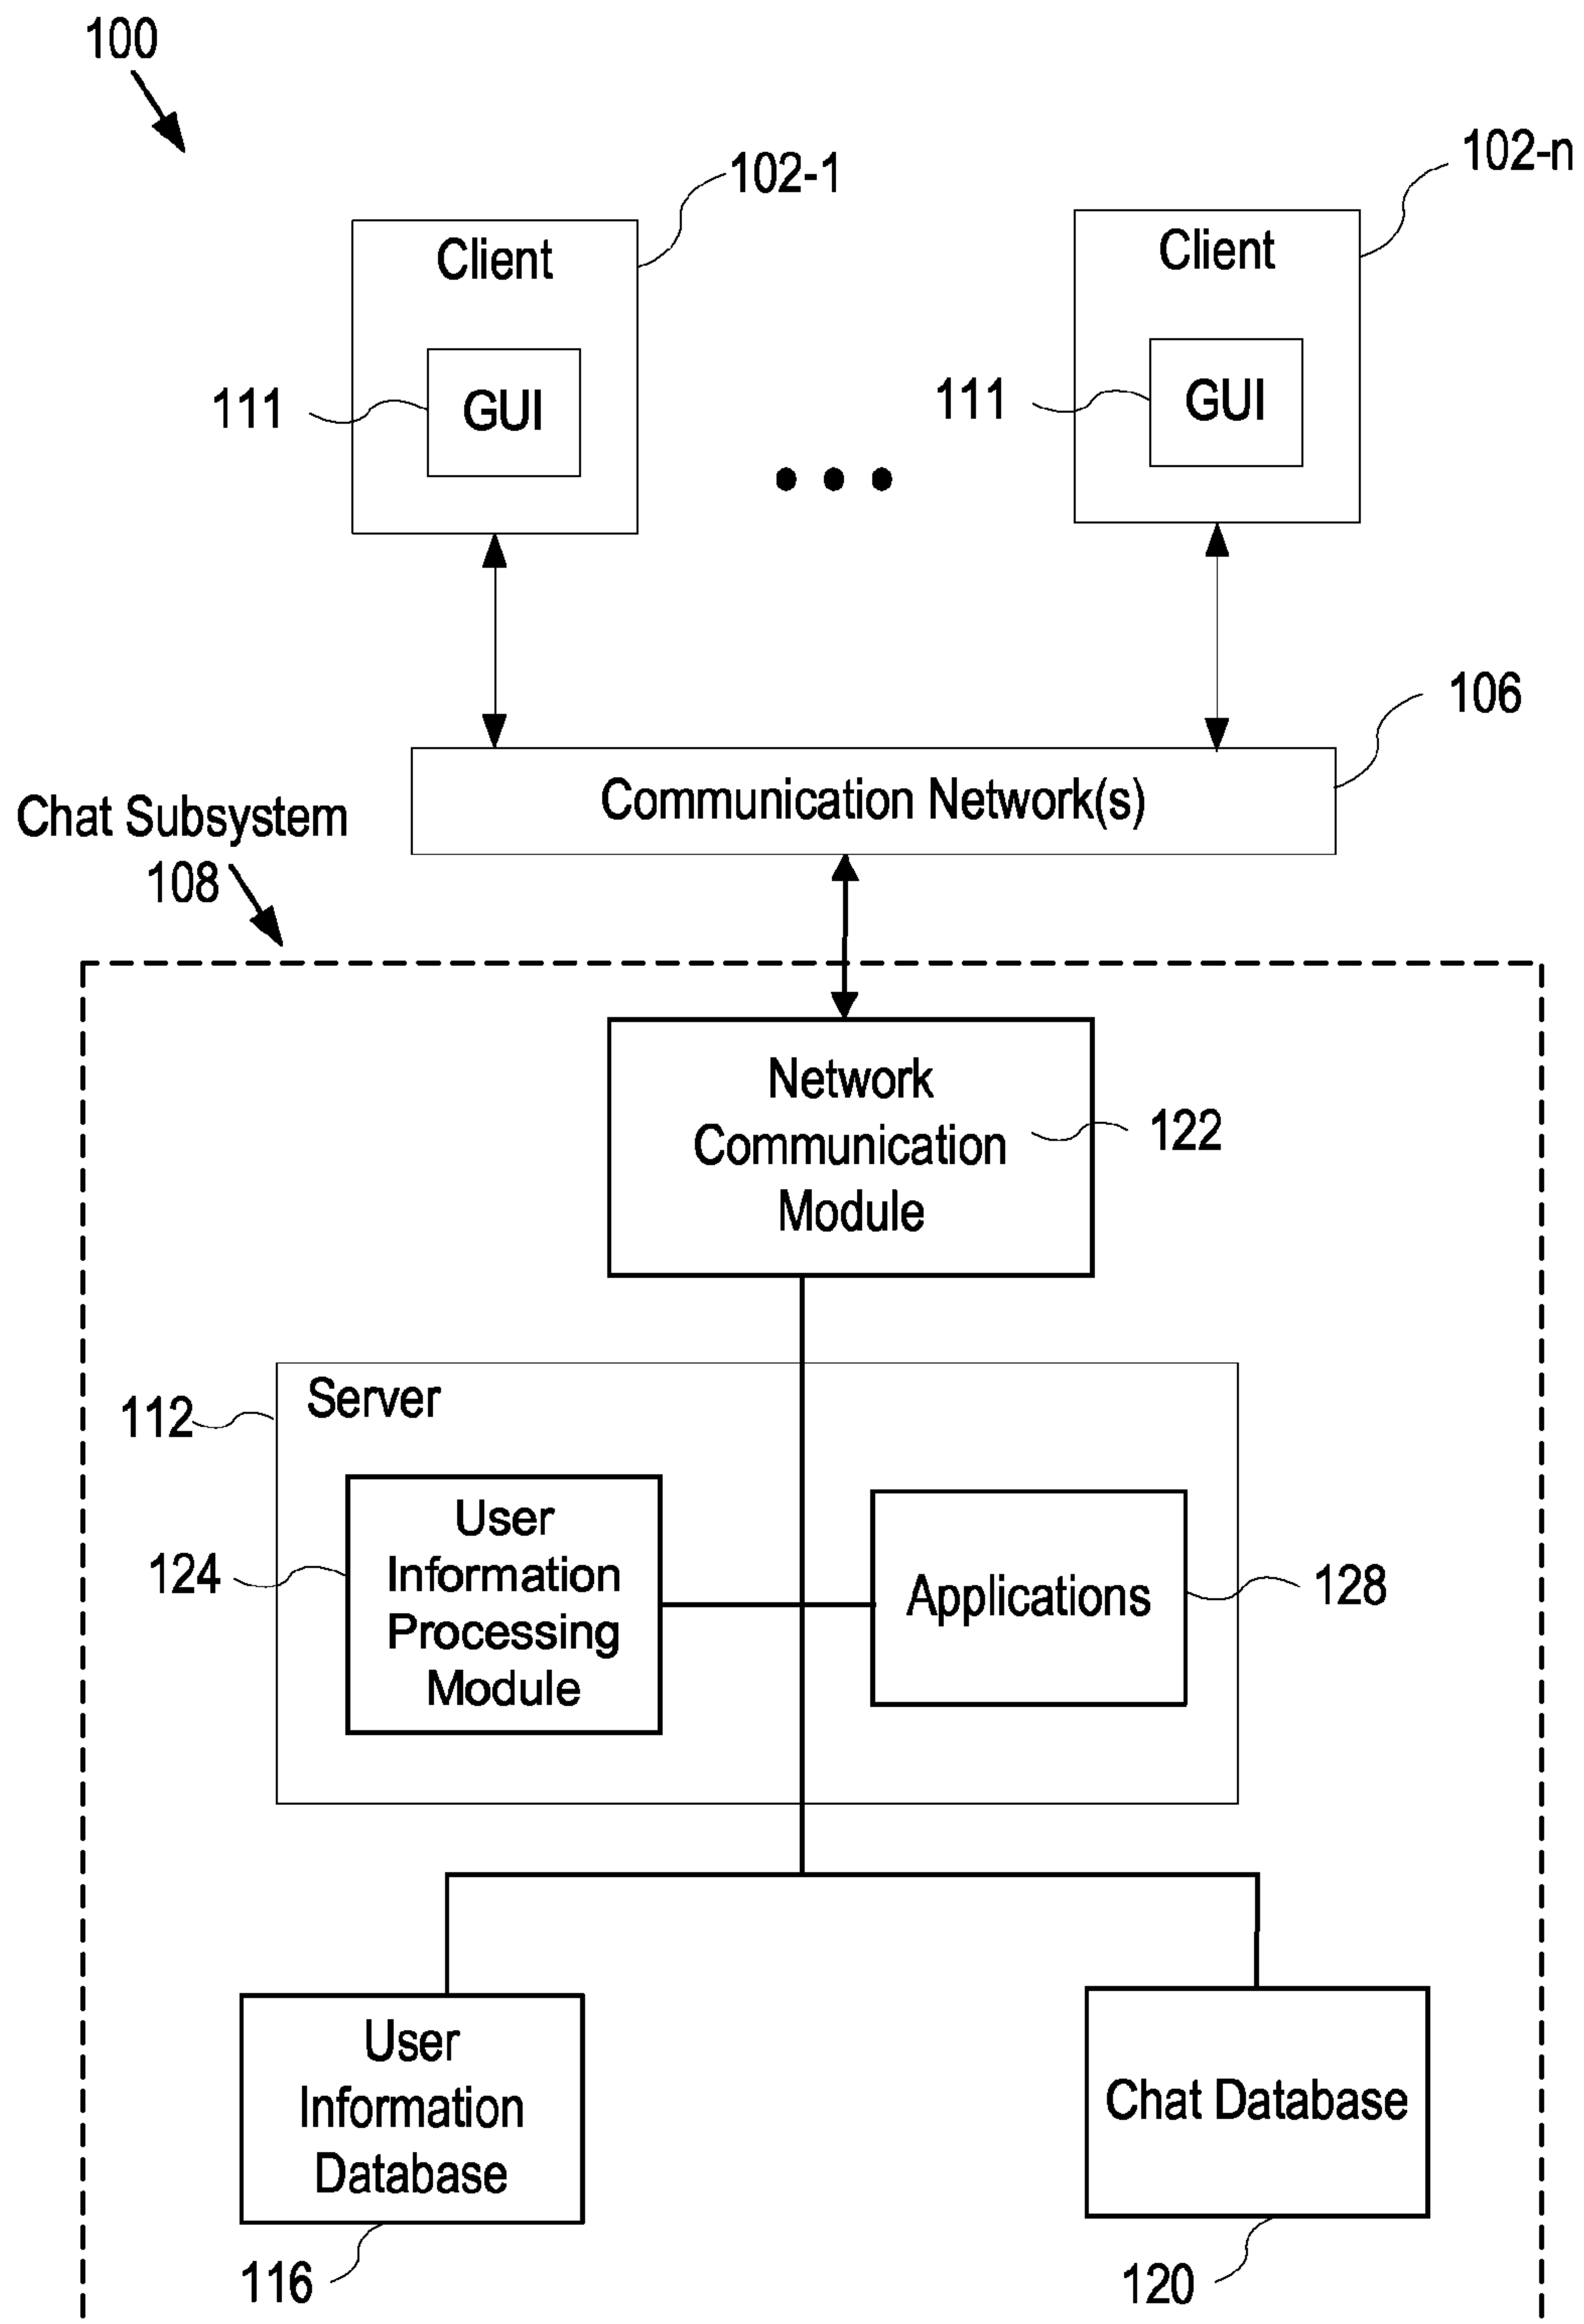 100
102-1
102-n
Client
Client
111
GUI
111
GUI
106
Communication Network(s)
Chat Subsystem
108
Network
Communication
Module
122
Server
112
User
Information
Processing
Module
124
Applications
128
User
Information
Database
Chat Database
116
120